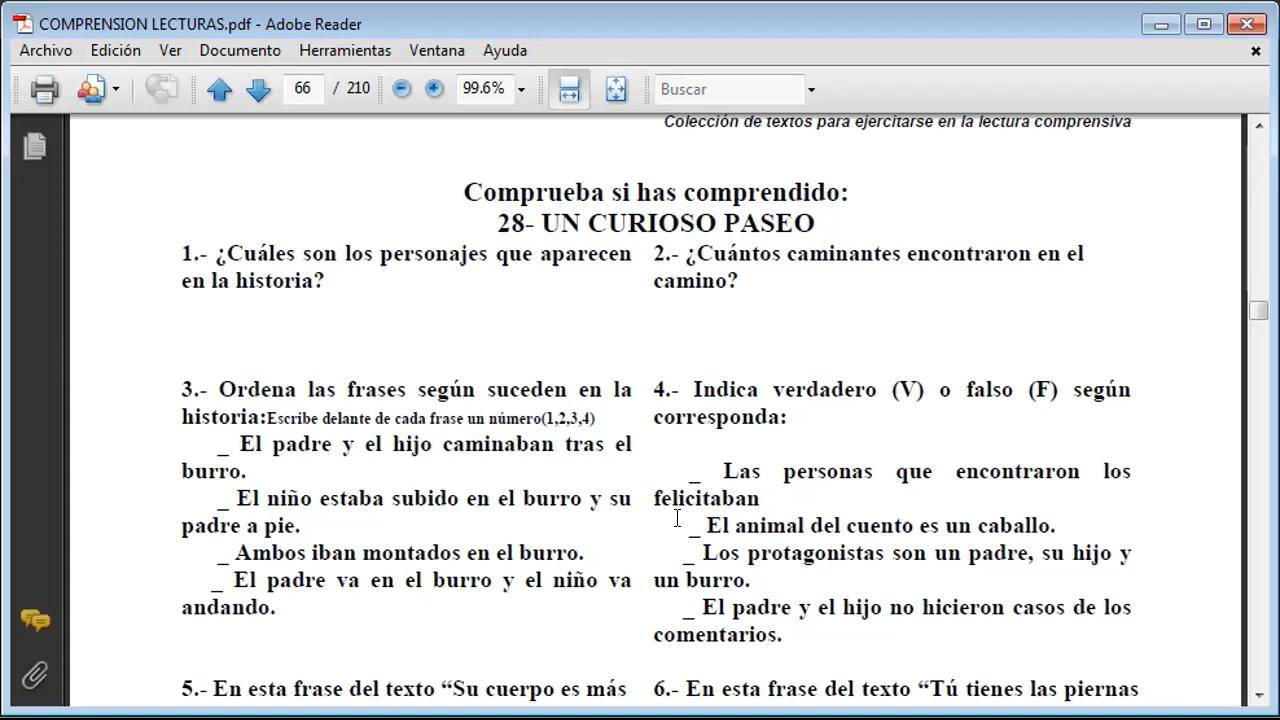 COMPRENSION LECTURAS.pdf - Adobe Reader
Archivo Edición Ver Documento Herramientas Ventana Ayuda
66 / 210 99.6% Buscar
Colección de textos para ejercitarse en la lectura comprensiva
Comprueba si has comprendido:
28- UN CURIOSO PASEO
1.- ¿Cuáles son los personajes que aparecen
en la historia?
2.- ¿Cuántos caminantes encontraron en el
camino?
3.- Ordena las frases según suceden en la
historia:Escribe delante de cada frase un número(1,2,3,4)
_ El padre y el hijo caminaban tras el
burro.
_ El niño estaba subido en el burro y su
padre a pie.
_ Ambos iban montados en el burro.
_ El padre va en el burro y el niño va
andando.
4.- Indica verdadero (V) o falso (F) según
corresponda:
_ Las personas que encontraron los
felicitaban
_ El animal del cuento es un caballo.
_ Los protagonistas son un padre, su hijo y
un burro.
_ El padre y el hijo no hicieron casos de los
comentarios.
5.- En esta frase del texto “Su cuerpo es más
6.- En esta frase del texto “Tú tienes las piernas